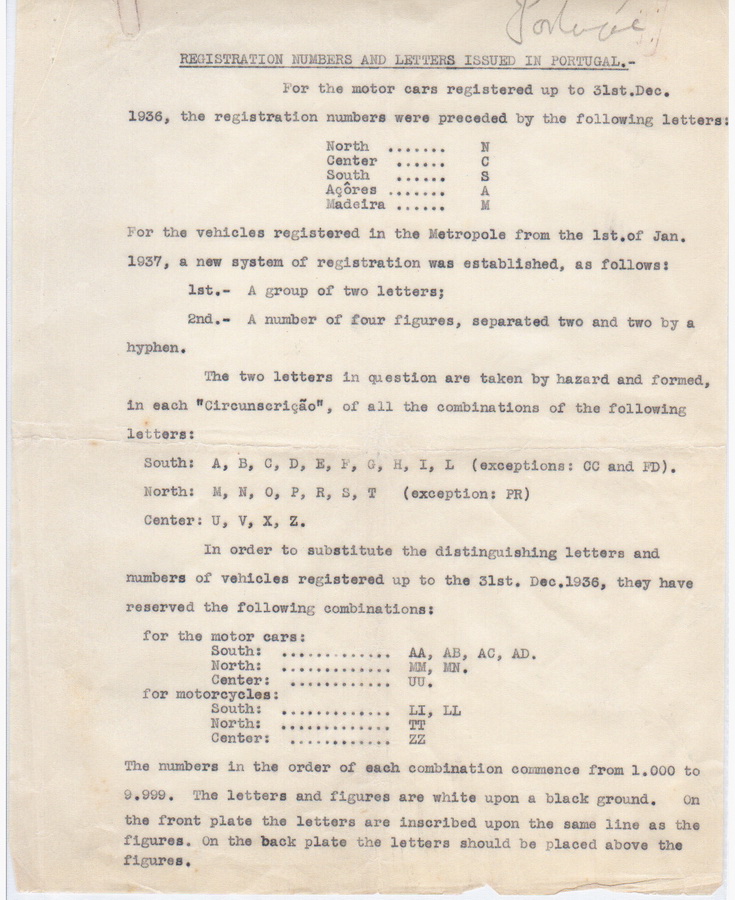 Portugal
REGISTRATION NUMBERS AND LETTERS ISSUED IN PORTUGAL.-
For the motor cars registered up to 31st.Dec.
1936, the registration numbers were preceded by the following letters:
North ....... N
Center ...... C
South ...... S
Açôres ....... A
Madeira ...... M
For the vehicles registered in the Metropole from the 1st.of Jan.
1937, a new system of registration was established, as follows:
1st.- A group of two letters;
2nd.- A number of four figures, separated two and two by a
hyphen.
The two letters in question are taken by hazard and formed,
in each "Circunscrição", of all the combinations of the following
letters:
South: A, B, C, D, E, F, G, H, I, L (exceptions: CC and FD).
North: M, N, O, P, R, S, T (exception: PR)
Center: U, V, X, Z.
In order to substitute the distinguishing letters and
numbers of vehicles registered up to the 31st. Dec.1936, they have
reserved the following combinations:
for the motor cars:
South: ............. AA, AB, AC, AD.
North: ............. MM, MN.
Center: ............ UU.
for motorcycles:
South: ............. LI, LL
North: ............. TT
Center: ............ ZZ
The numbers in the order of each combination commence from 1.000 to
9.999. The letters and figures are white upon a black ground. On
the front plate the letters are inscribed upon the same line as the
figures. On the back plate the letters should be placed above the
figures.